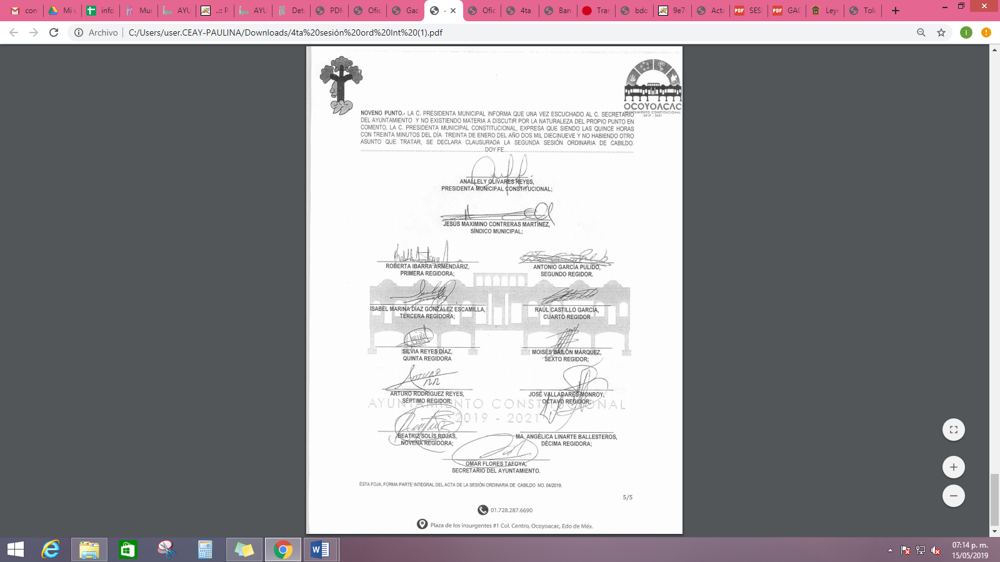 con
Mi u
info
Mur
AYU
..:: P
AYU
Det
PDM
Ofic
Gac
4
Ofic
4ta
Ban
Tran
bdo
9e7
Acta
SES
GAC
Leye
Tolu
Archivo
C:/Users/user.CEAY-PAULINA/Downloads/4ta%20sesión%20ord%20Int%20(1).pdf
I
OCOYOACAC
AYUNTAMIENTO CONSTITUCIONAL
2019 - 2021
NOVENO PUNTO.- LA C. PRESIDENTA MUNICIPAL INFORMA QUE UNA VEZ ESCUCHADO AL C. SECRETARIO
DEL AYUNTAMIENTO Y NO EXISTIENDO MATERIA A DISCUTIR POR LA NATURALEZA DEL PROPIO PUNTO EN
COMENTO, LA C. PRESIDENTA MUNICIPAL CONSTITUCIONAL, EXPRESA QUE SIENDO LAS QUINCE HORAS
CON TREINTA MINUTOS DEL DÍA TREINTA DE ENERO DEL AÑO DOS MIL DIECINUEVE Y NO HABIENDO OTRO
ASUNTO QUE TRATAR, SE DECLARA CLAUSURADA LA SEGUNDA SESIÓN ORDINARIA DE CABILDO.
DOY FE
ANALLELY OLIVARES REYES,
PRESIDENTA MUNICIPAL CONSTITUCIONAL;
JESÚS MAXIMINO CONTRERAS MARTÍNEZ,
SÍNDICO MUNICIPAL;
ROBERTA IBARRA ARMENDÁRIZ,
PRIMERA REGIDORA;
ANTONIO GARCÍA PULIDO,
SEGUNDO REGIDOR.
ISABEL MARINA DÍAZ GONZÁLEZ ESCAMILLA,
TERCERA REGIDORA;
RAÚL CASTILLO GARCÍA,
CUARTO REGIDOR
SILVIA REYES DÍAZ,
QUINTA REGIDORA
MOISÉS BAILÓN MÁRQUEZ,
SEXTO REGIDOR;
ARTURO RODRÍGUEZ REYES,
SÉPTIMO REGIDOR;
JOSÉ VALLADARES MONROY,
OCTAVO REGIDOR;
AYUNTAMIENTO CONSTITUCIONAL
2019 - 2021
BEATRIZ SOLÍS ROJAS,
NOVENA REGIDORA;
MA. ANGÉLICA LINARTE BALLESTEROS,
DÉCIMA REGIDORA;
OMAR FLORES TAFOYA,
SECRETARIO DEL AYUNTAMIENTO.
ÉSTA FOJA, FORMA PARTE INTEGRAL DEL ACTA DE LA SESIÓN ORDINARIA DE CABILDO NO. 04/2019.
5/5
01.728.287.6690
Plaza de los insurgentes #1 Col. Centro, Ocoyoacac, Edo de Méx.
07:14 p. m.
15/05/2019